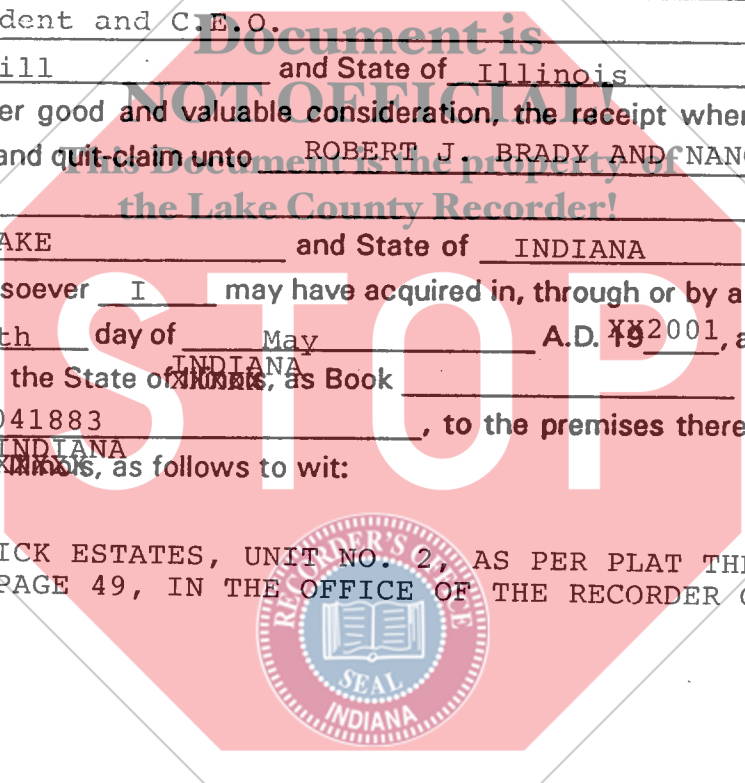 dent and C.E.O.
Document is
ill and State of Illinois
NOT OFFICIAL!
er good and valuable consideration, the receipt wher
and quit-claim unto ROBERT J. BRADY AND NANC
This Document is the property of
the Lake County Recorder!
AKE and State of INDIANA
soever I may have acquired in, through or by a
th day of May A.D. 19 XX2001, a
INDIANA
the State of Illinois, as Book
041883, to the premises there
INDIANA
Illinois, as follows to wit:
STOP
ICK ESTATES, UNIT NO. 2, AS PER PLAT THE
PAGE 49, IN THE OFFICE OF THE RECORDER O
RECORDER'S OFFICE
SEAL
INDIANA